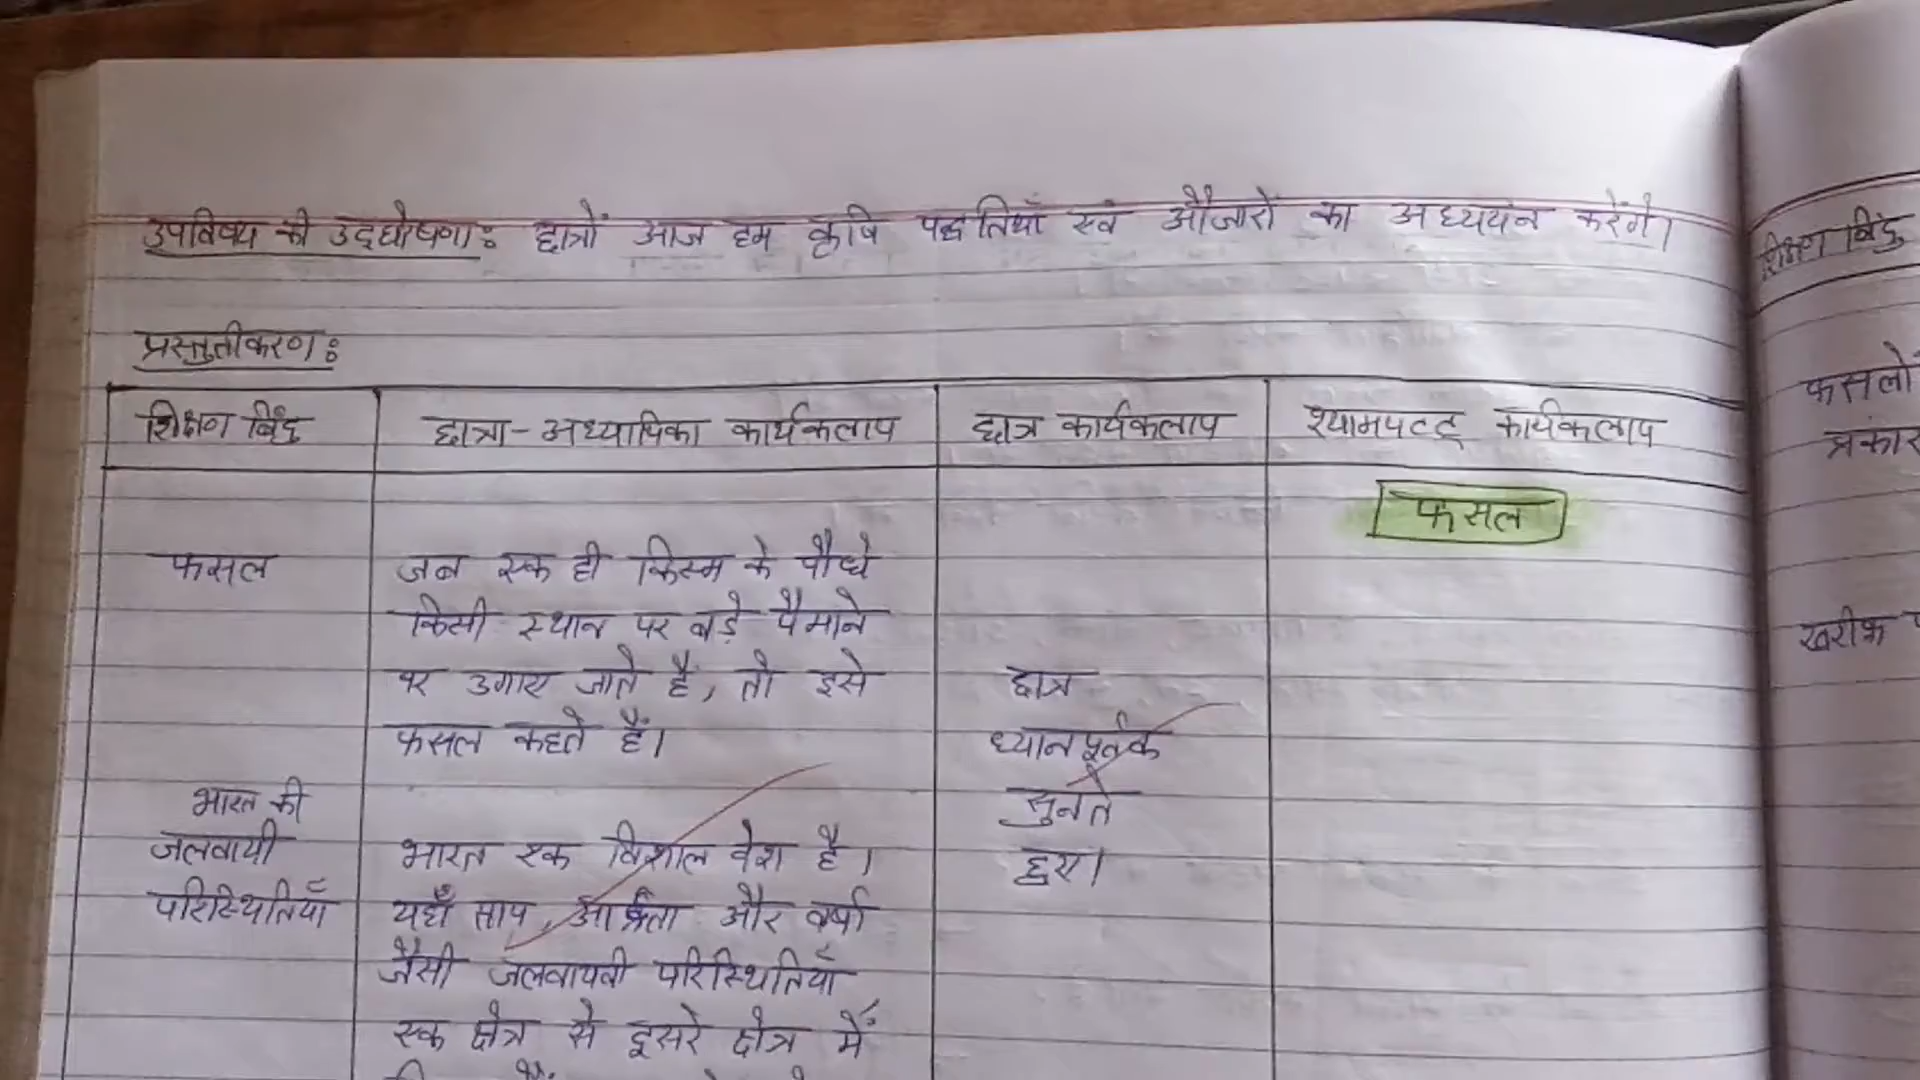 उपविषय की उद्घोषणा: छात्रों आज हम कृषि पद्धतियाँ एवं औजारों का अध्ययन करेंगे।
प्रस्तुतीकरण:
शिक्षण बिंदु
छात्रा-अध्यापिका कार्यकलाप
छात्र कार्यकलाप
श्यामपटट् कार्यकलाप
फसल
फसल
जब एक ही किस्म के पौधे
किसी स्थान पर बड़े पैमाने
पर उगाए जाते है, तो इसे
फसल कहते हैं।
छात्र
ध्यानपूर्वक
सुनते
हुए।
भारत की
जलवायी
परिस्थितियाँ
भारत एक विशाल देश है।
यहाँ ताप, आर्द्रता और वर्षा
जैसी जलवायवी परिस्थितियाँ
एक क्षेत्र से दूसरे क्षेत्र में
शिक्षण बिंदु
फसलों
प्रकार
खरीफ